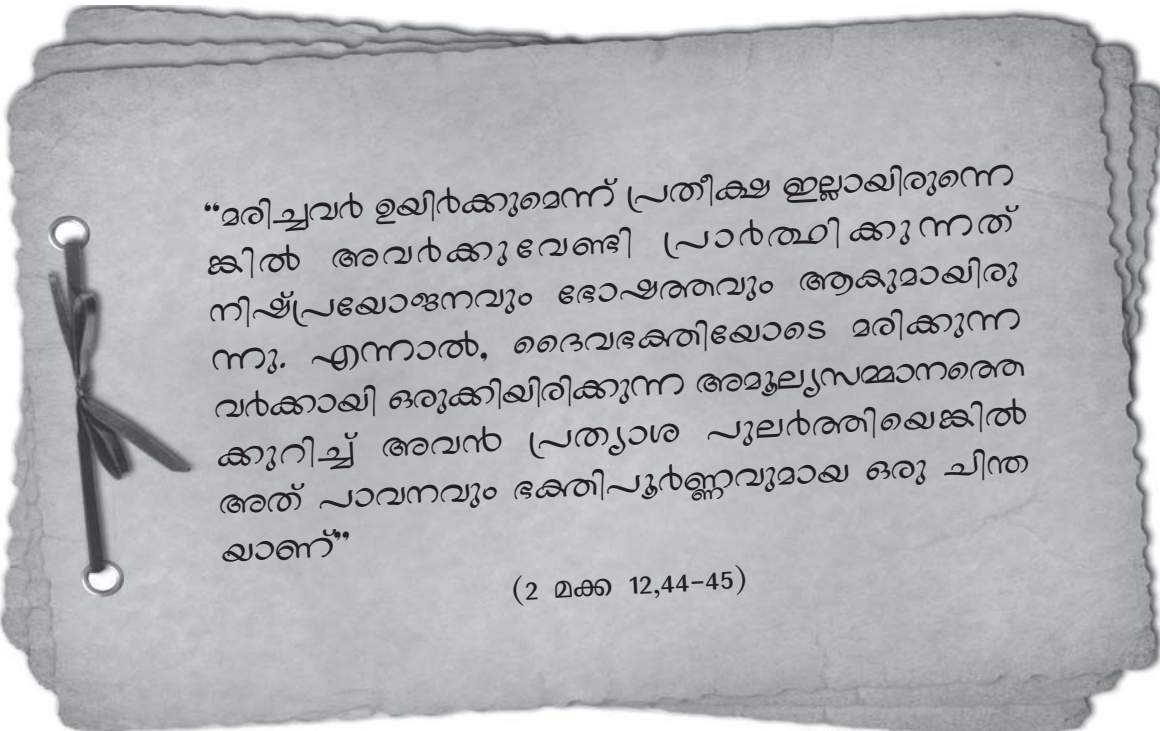 “മരിച്ചവർ ഉയിർക്കുമെന്ന് പ്രതീക്ഷ ഇല്ലായിരുന്നെ
ങ്കിൽ അവർക്കുവേണ്ടി പ്രാർത്ഥിക്കുന്നത്
നിഷ്പ്രയോജനവും ഭോഷത്തവും ആകുമായിരു
ന്നു. എന്നാൽ, ദൈവഭക്തിയോടെ മരിക്കുന്ന
വർക്കായി ഒരുക്കിയിരിക്കുന്ന അമൂല്യസമ്മാനത്തെ
ക്കുറിച്ച് അവൻ പ്രത്യാശ പുലർത്തിയെങ്കിൽ
അത് പാവനവും ഭക്തിപൂർണ്ണവുമായ ഒരു ചിന്ത
യാണ്”
(2 മക്ക 12,44-45)